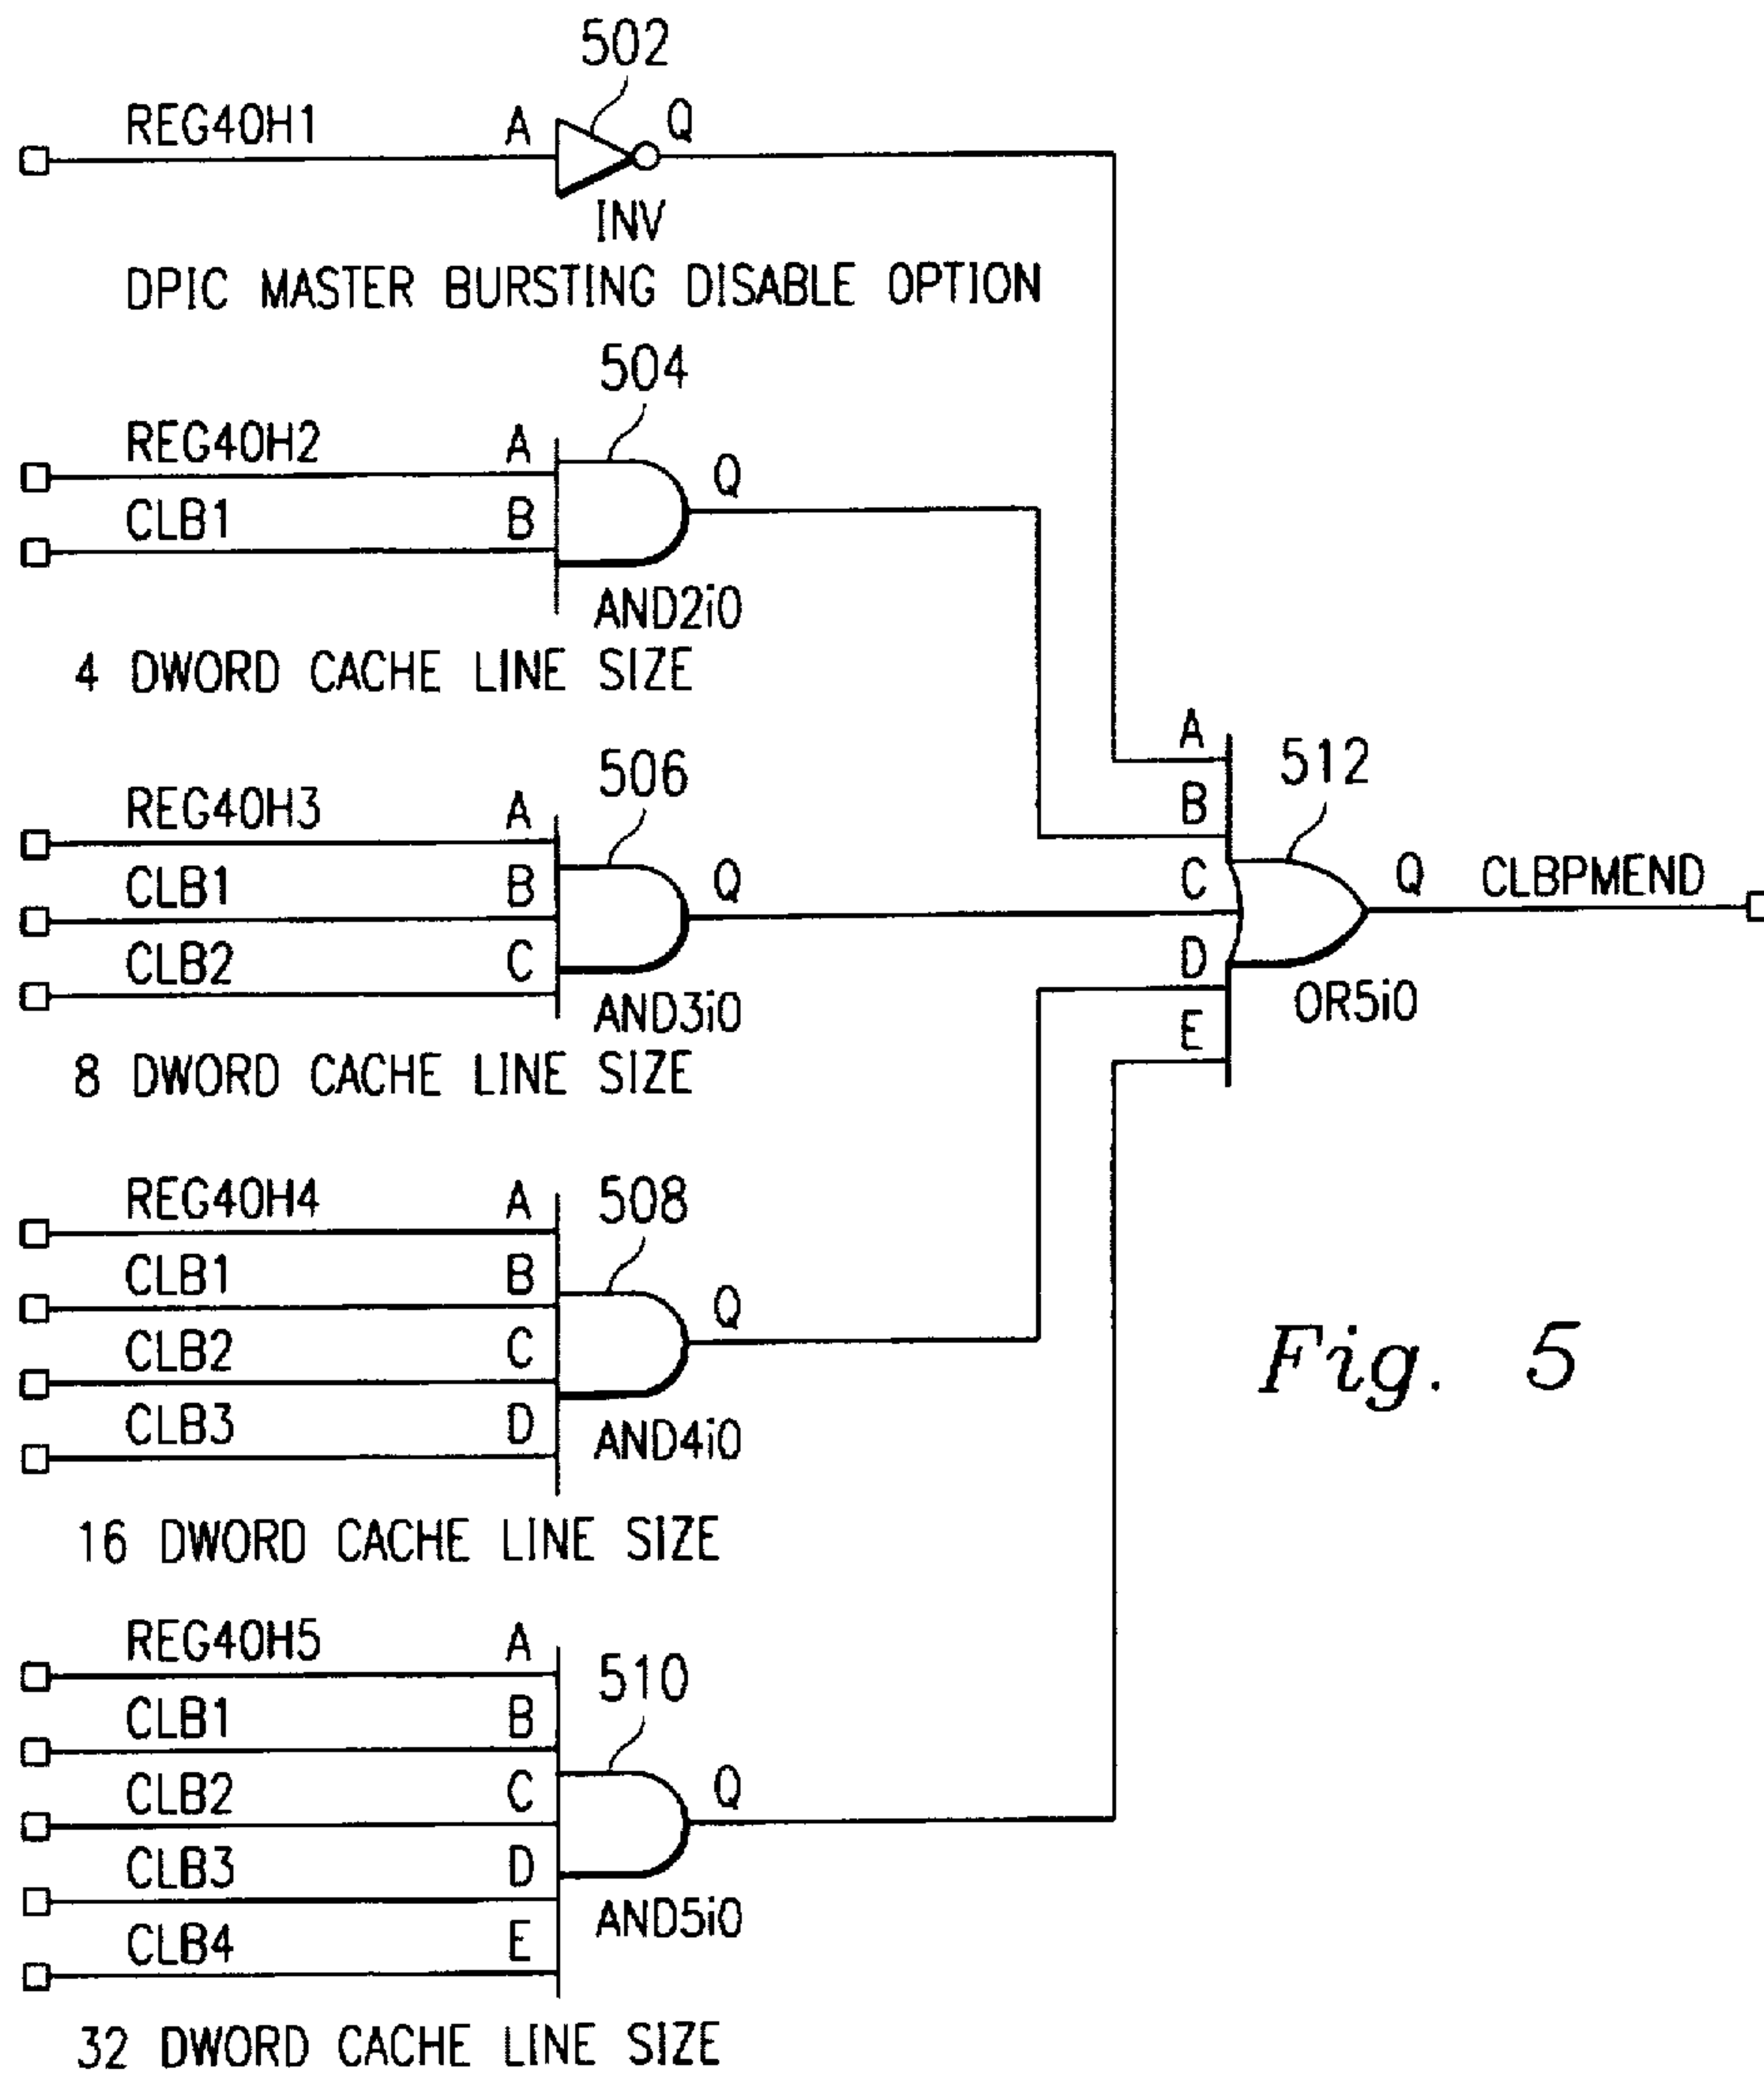 502
REG40H1 A Q
INV
DPIC MASTER BURSTING DISABLE OPTION
504
REG40H2 A Q
CLB1 B
AND2i0
4 DWORD CACHE LINE SIZE
506
REG40H3 A
CLB1 B Q
CLB2 C
AND3i0
8 DWORD CACHE LINE SIZE
A
B
C
D
E
512
Q CLBPMEND
OR5i0
508
REG40H4 A
CLB1 B
CLB2 C Q
CLB3 D
AND4i0
16 DWORD CACHE LINE SIZE
Fig. 5
510
REG40H5 A
CLB1 B
CLB2 C Q
CLB3 D
CLB4 E
AND5i0
32 DWORD CACHE LINE SIZE